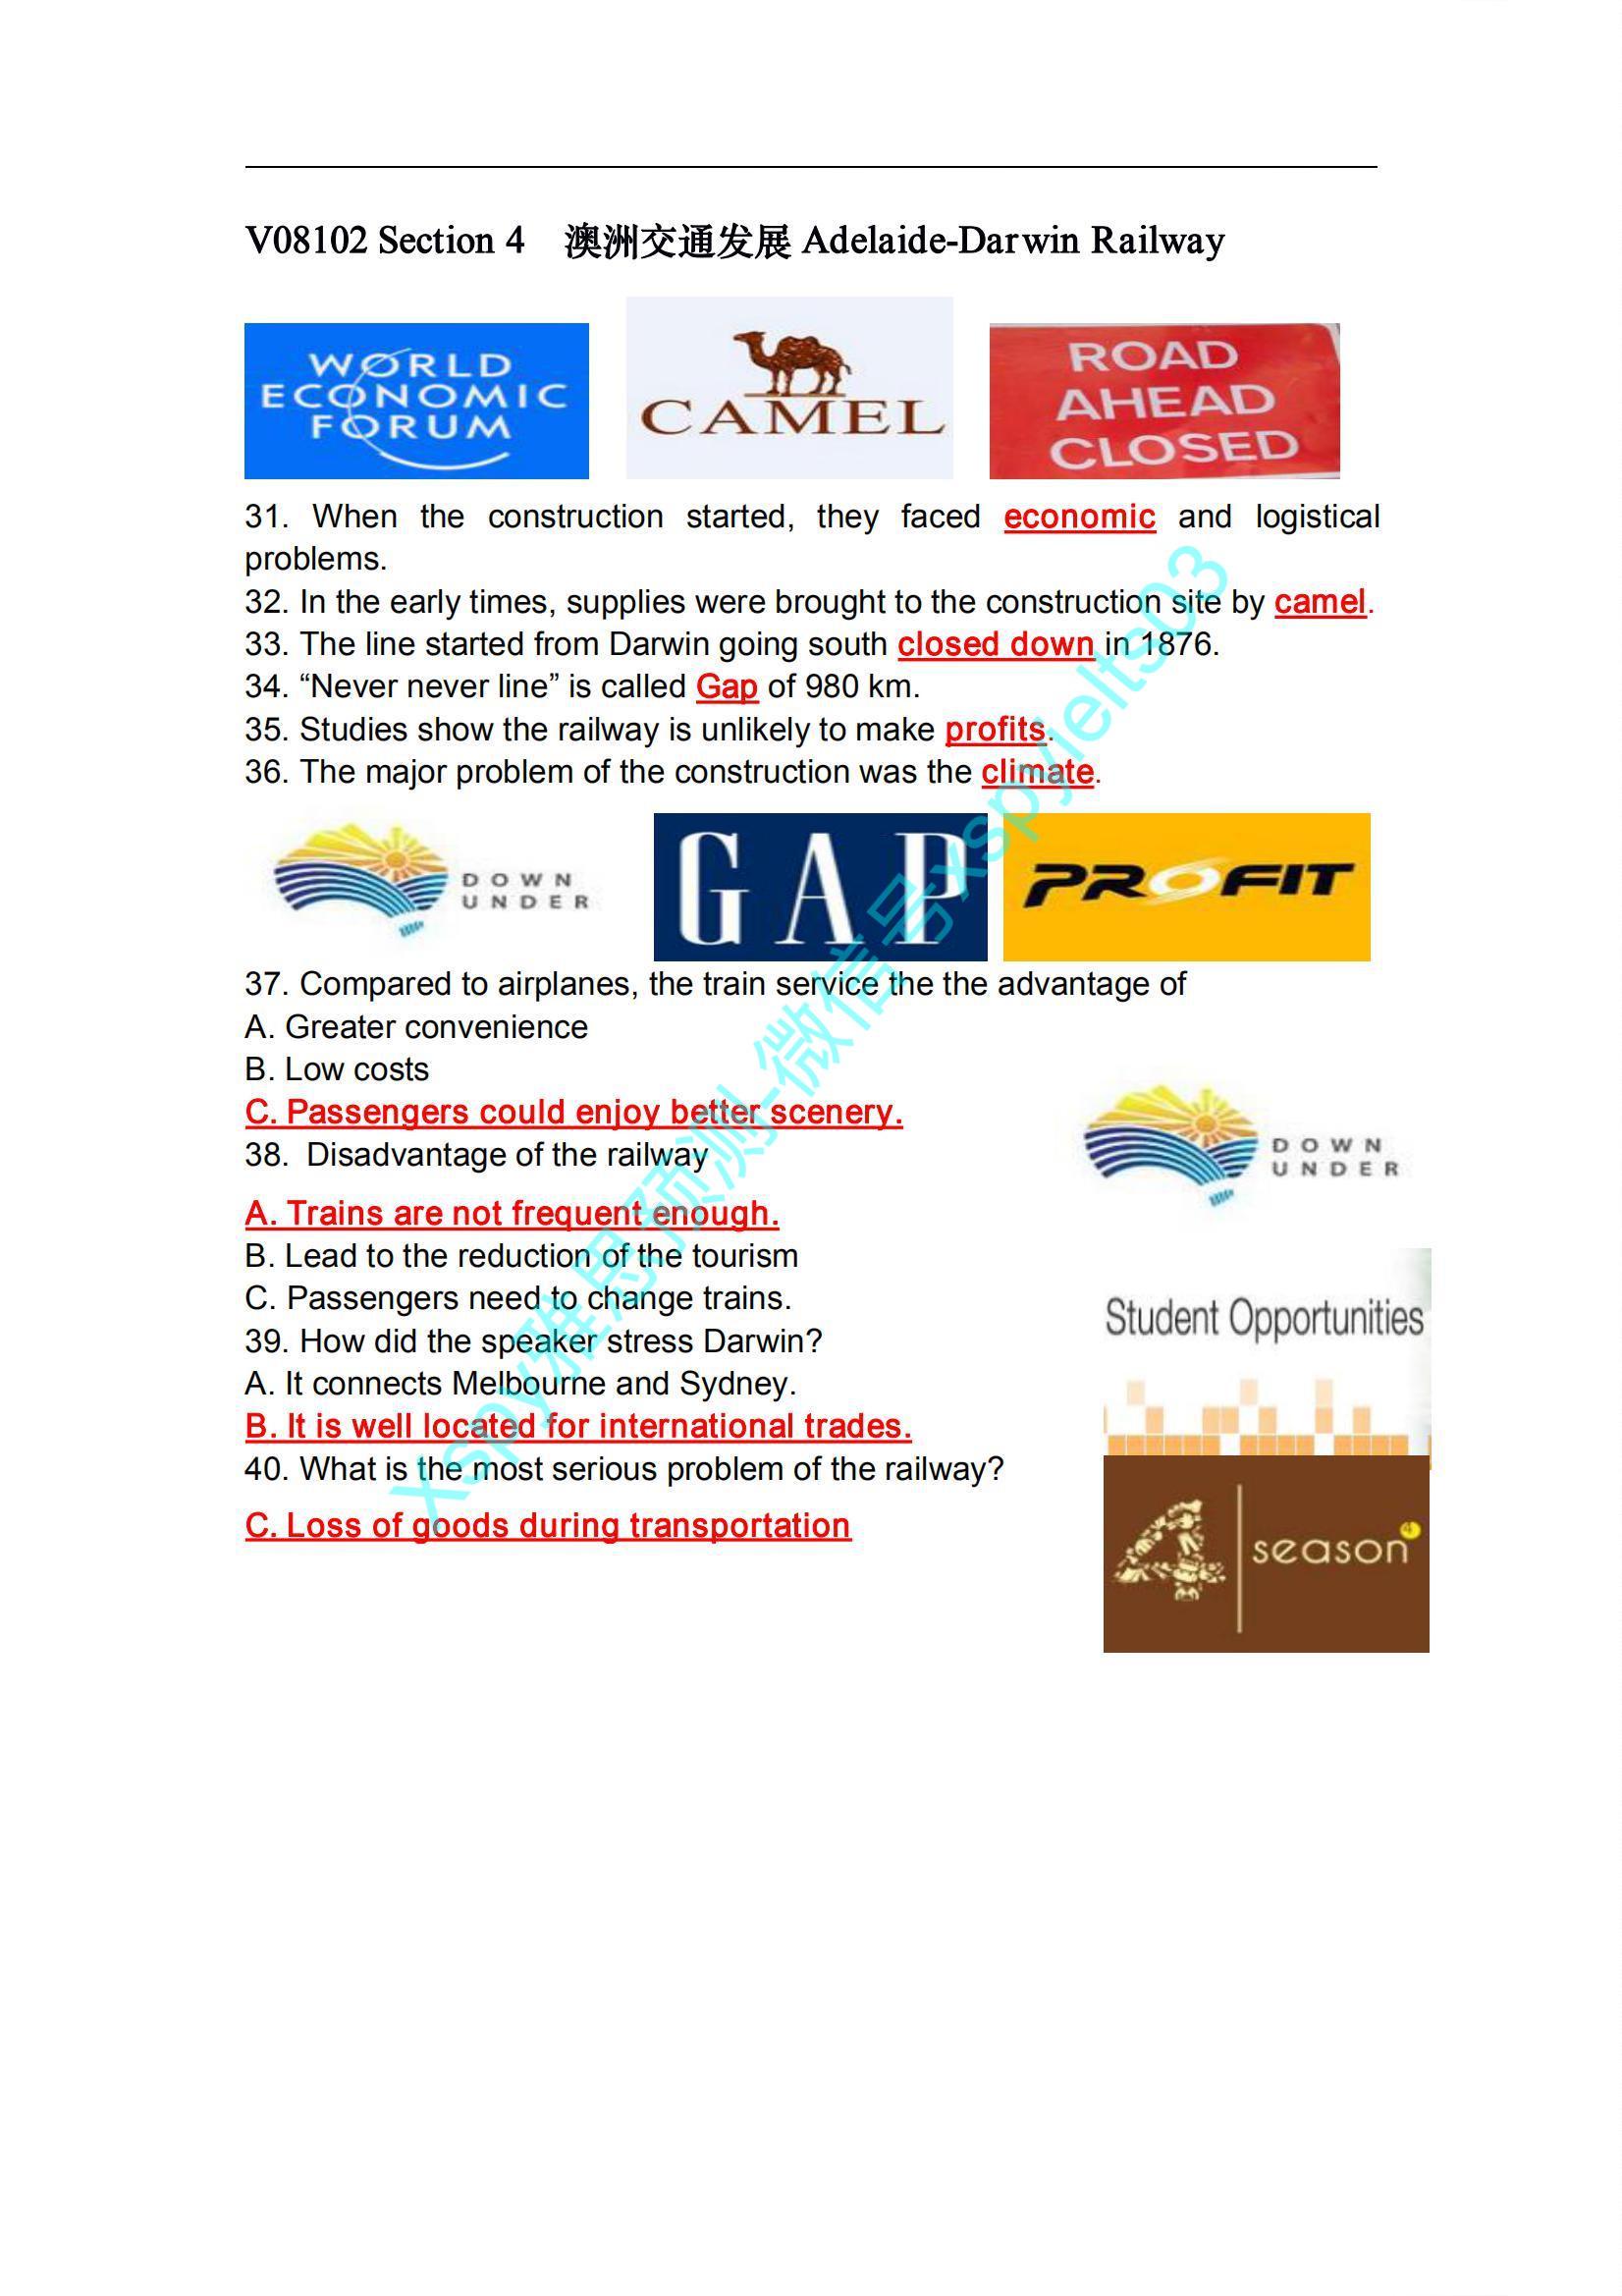 V08102 Section 4 澳洲交通发展 Adelaide-Darwin Railway
WORLD
ECONOMIC
FORUM
CAMEL
ROAD
AHEAD
CLOSED
31. When the construction started, they faced economic and logistical
problems.
32. In the early times, supplies were brought to the construction site by camel.
33. The line started from Darwin going south closed down in 1876.
34. “Never never line” is called Gap of 980 km.
35. Studies show the railway is unlikely to make profits.
36. The major problem of the construction was the climate.
DOWN
UNDER
GAP
PROFIT
37. Compared to airplanes, the train service the the advantage of
A. Greater convenience
B. Low costs
C. Passengers could enjoy better scenery.
38. Disadvantage of the railway
DOWN
UNDER
A. Trains are not frequent enough.
B. Lead to the reduction of the tourism
C. Passengers need to change trains.
Student Opportunities
39. How did the speaker stress Darwin?
A. It connects Melbourne and Sydney.
B. It is well located for international trades.
40. What is the most serious problem of the railway?
C. Loss of goods during transportation
4 season
4
Xspy雅思预测-微信号xspyielts03